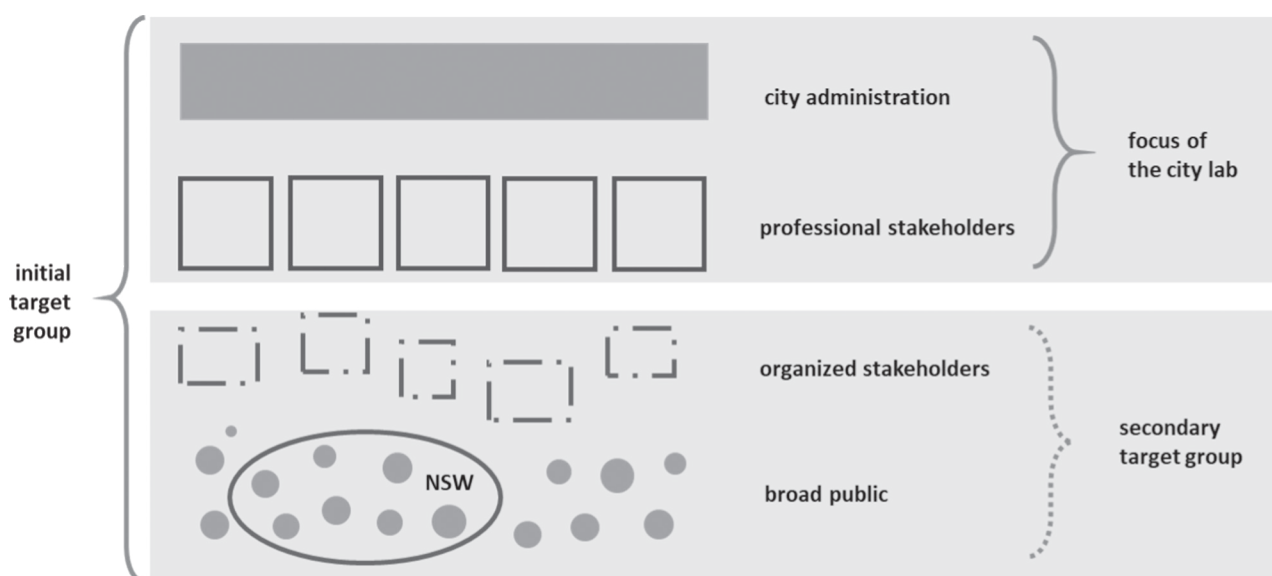 city administration
focus of
the city lab
professional stakeholders
initial
target
group
organized stakeholders
secondary
target group
NSW
broad public